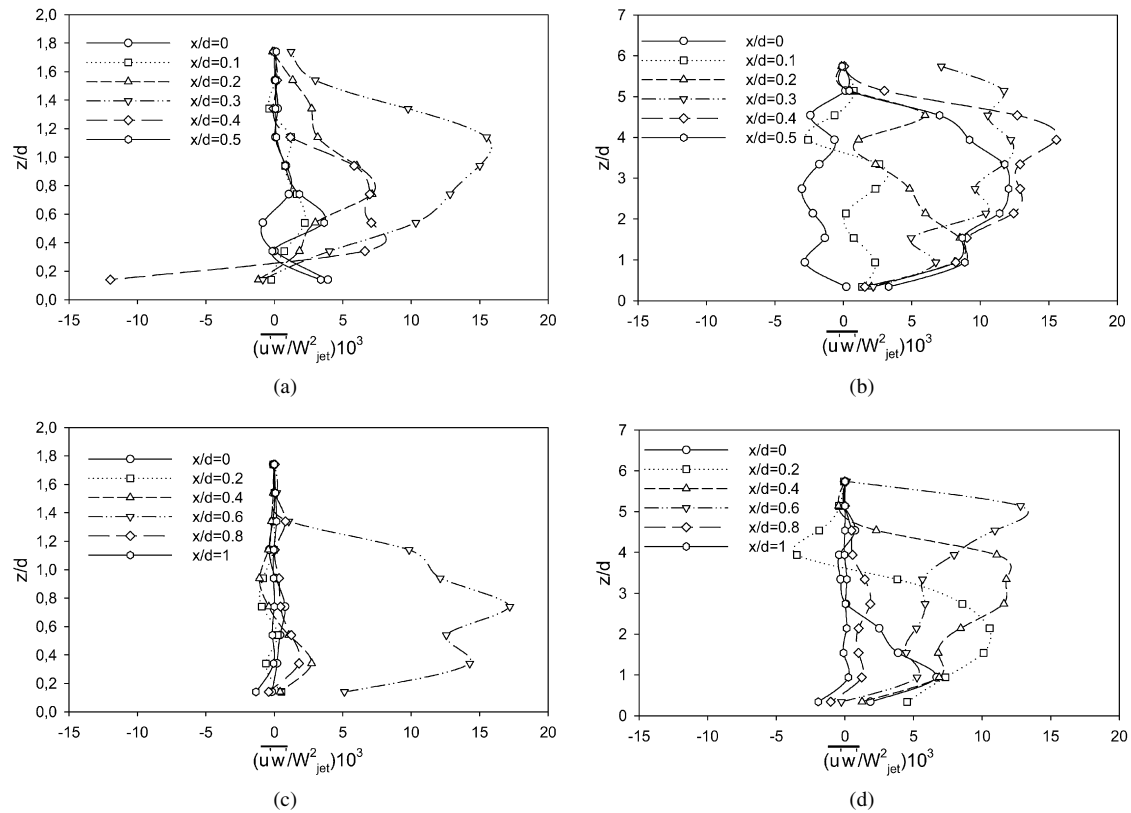 2,0
1,8
1,6
1,4
1,2
1,0
0,8
0,6
0,4
0,2
0,0
z/d
x/d=0
x/d=0.1
x/d=0.2
x/d=0.3
x/d=0.4
x/d=0.5
-15 -10 -5 0 5 10 15 20
(u'w'/W²jet)10³
(a)
7
6
5
4
3
2
1
0
z/d
x/d=0
x/d=0.1
x/d=0.2
x/d=0.3
x/d=0.4
x/d=0.5
-15 -10 -5 0 5 10 15 20
(u'w'/W²jet)10³
(b)
2,0
1,8
1,6
1,4
1,2
1,0
0,8
0,6
0,4
0,2
0,0
z/d
x/d=0
x/d=0.2
x/d=0.4
x/d=0.6
x/d=0.8
x/d=1
-15 -10 -5 0 5 10 15 20
(u'w'/W²jet)10³
(c)
7
6
5
4
3
2
1
0
z/d
x/d=0
x/d=0.2
x/d=0.4
x/d=0.6
x/d=0.8
x/d=1
-15 -10 -5 0 5 10 15 20
(u'w'/W²jet)10³
(d)